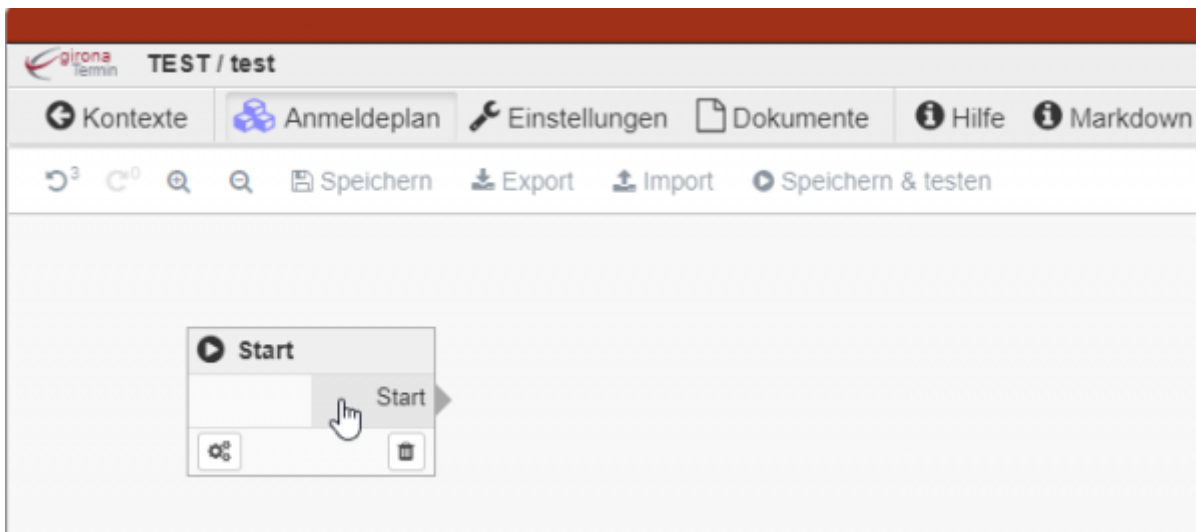 girona Termin TEST / test
Kontexte Anmeldeplan Einstellungen Dokumente Hilfe Markdown
3 0 Speichern Export Import Speichern & testen
Start
Start